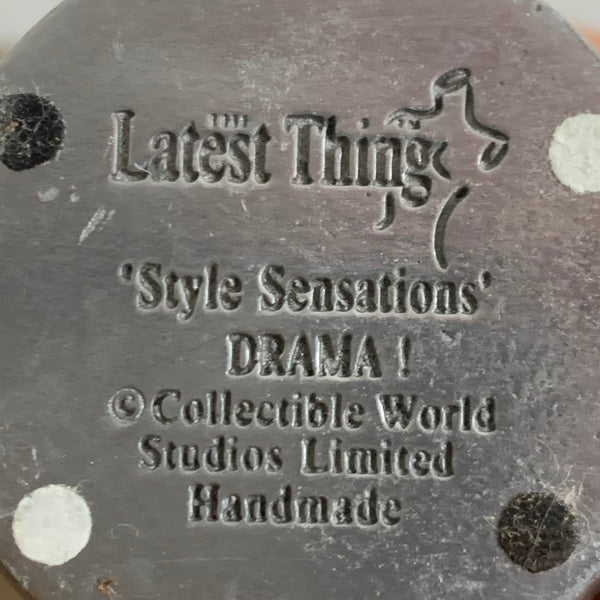 THE
Latest Thing
'Style Sensations'
DRAMA !
© Collectible World
Studios Limited
Handmade